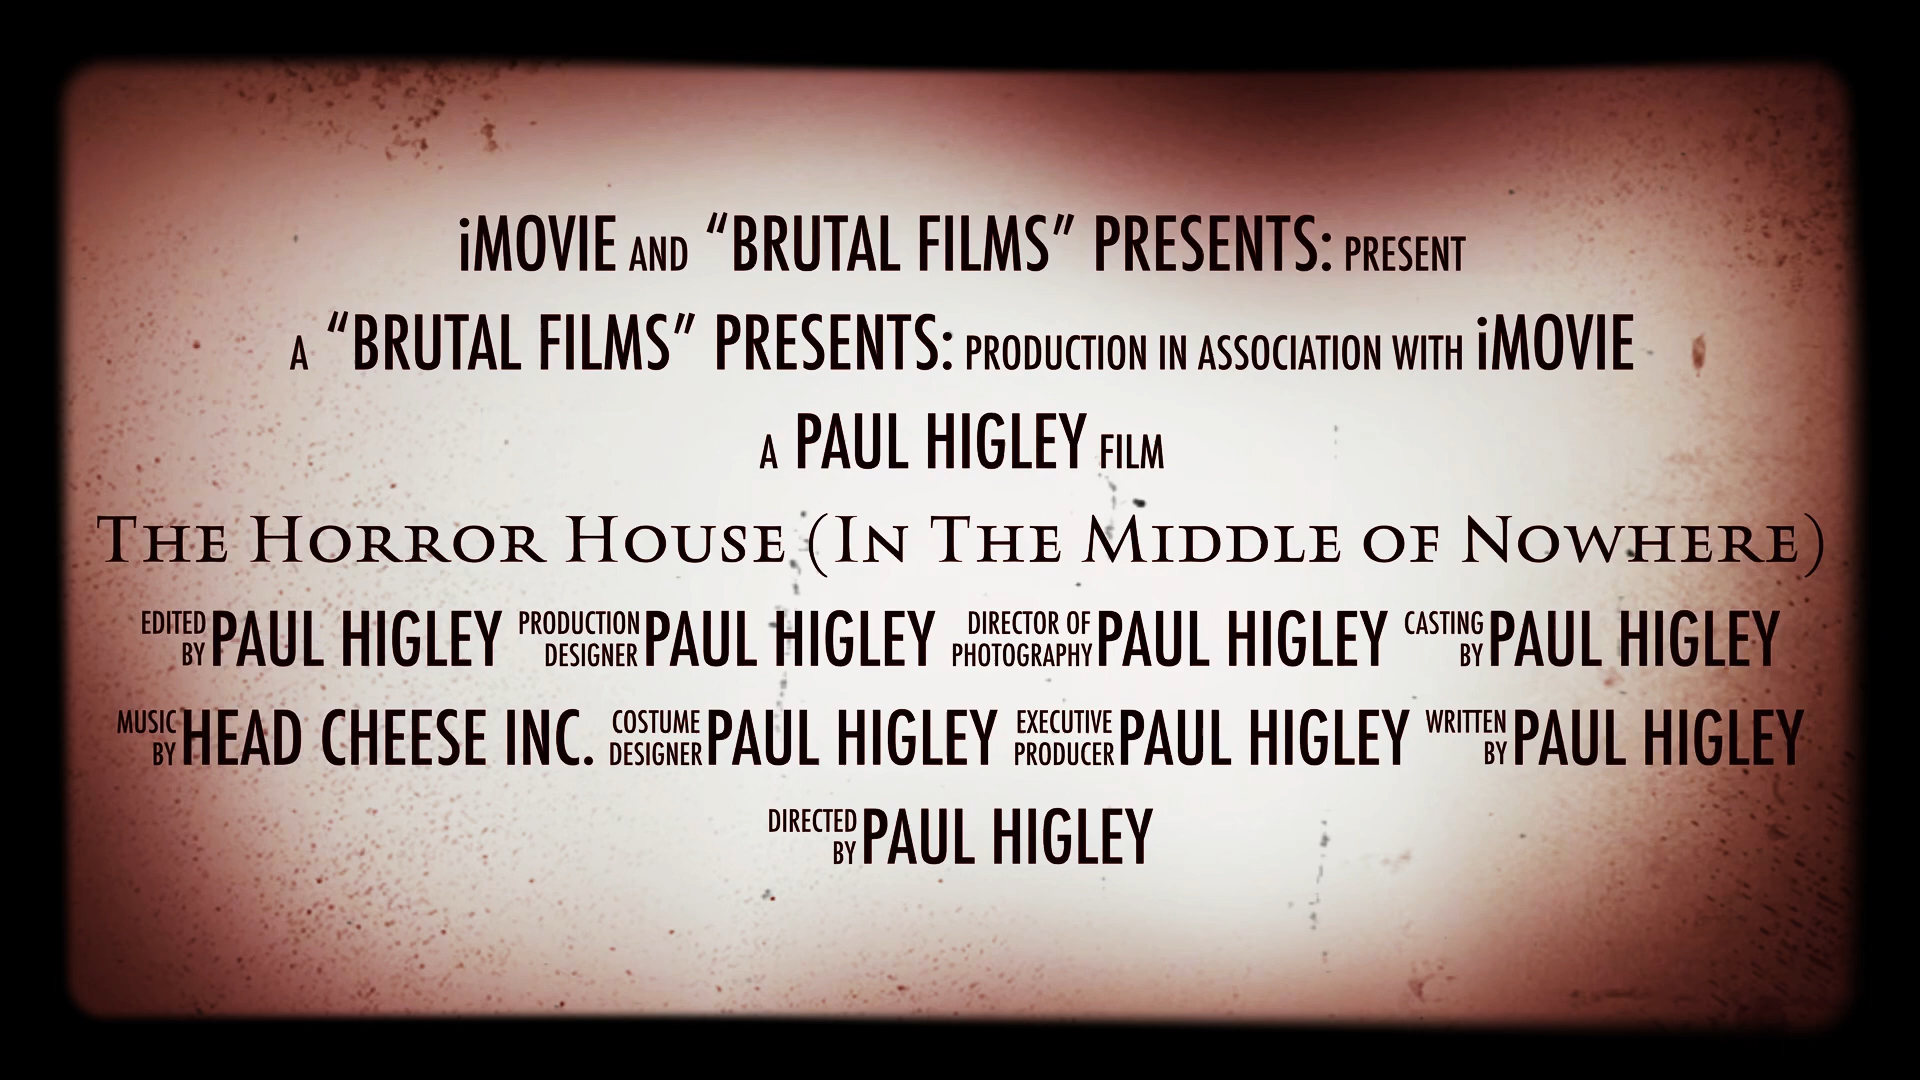 iMOVIE AND “BRUTAL FILMS” PRESENTS: PRESENT
A “BRUTAL FILMS” PRESENTS: PRODUCTION IN ASSOCIATION WITH iMOVIE
A PAUL HIGLEY FILM
THE HORROR HOUSE (IN THE MIDDLE OF NOWHERE)
EDITED BY PAUL HIGLEY PRODUCTION DESIGNER PAUL HIGLEY DIRECTOR OF PHOTOGRAPHY PAUL HIGLEY CASTING BY PAUL HIGLEY
MUSIC BY HEAD CHEESE INC. COSTUME DESIGNER PAUL HIGLEY EXECUTIVE PRODUCER PAUL HIGLEY WRITTEN BY PAUL HIGLEY
DIRECTED BY PAUL HIGLEY